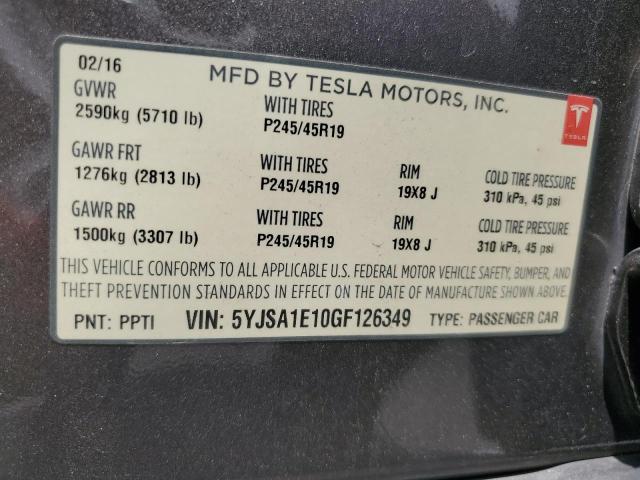 02/16
MFD BY TESLA MOTORS, INC.
GVWR
2590kg (5710 lb)
WITH TIRES
P245/45R19
TESLA
GAWR FRT
1276kg (2813 lb)
WITH TIRES
P245/45R19
RIM
19X8 J
COLD TIRE PRESSURE
310 kPa, 45 psi
GAWR RR
1500kg (3307 lb)
WITH TIRES
P245/45R19
RIM
19X8 J
COLD TIRE PRESSURE
310 kPa, 45 psi
THIS VEHICLE CONFORMS TO ALL APPLICABLE U.S. FEDERAL MOTOR VEHICLE SAFETY, BUMPER, AND
THEFT PREVENTION STANDARDS IN EFFECT ON THE DATE OF MANUFACTURE SHOWN ABOVE.
PNT: PPTI VIN: 5YJSA1E10GF126349 TYPE: PASSENGER CAR